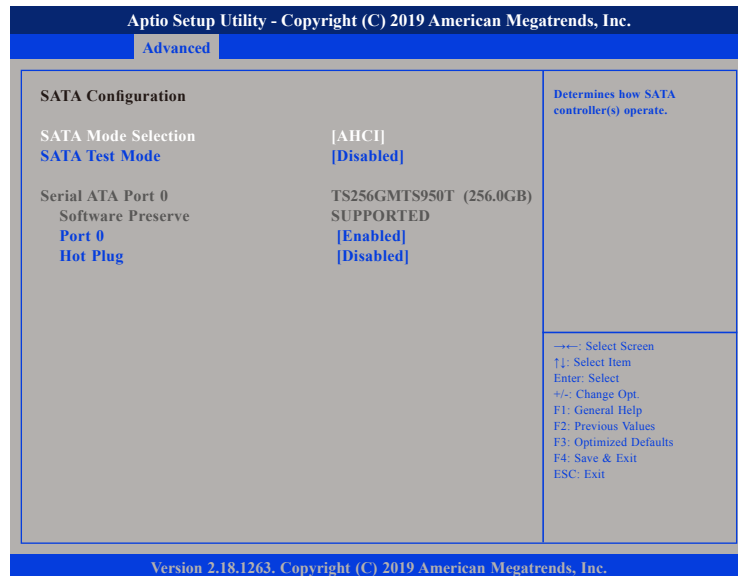 Aptio Setup Utility - Copyright (C) 2019 American Megatrends, Inc.
Advanced
SATA Configuration
SATA Mode Selection [AHCI]
SATA Test Mode [Disabled]
Serial ATA Port 0 TS256GMTS950T (256.0GB)
Software Preserve SUPPORTED
Port 0 [Enabled]
Hot Plug [Disabled]
Determines how SATA
controller(s) operate.
→←: Select Screen
↑↓: Select Item
Enter: Select
+/-: Change Opt.
F1: General Help
F2: Previous Values
F3: Optimized Defaults
F4: Save & Exit
ESC: Exit
Version 2.18.1263. Copyright (C) 2019 American Megatrends, Inc.